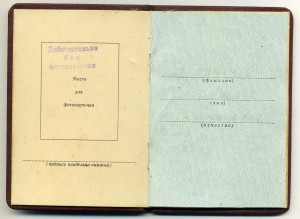 Действительно
без
фотокарточки
Место
для
фотокарточки
(подпись владельца книжки)
(фамилия)
(имя)
(отчество)